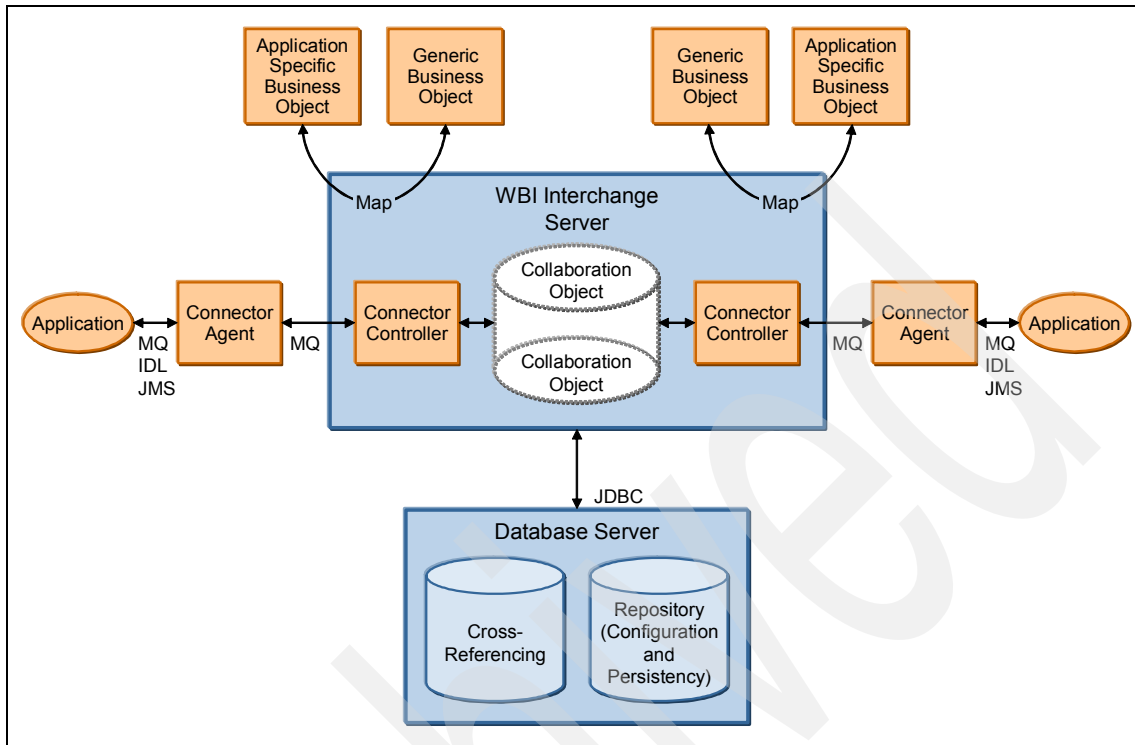 Application
Specific
Business
Object
Generic
Business
Object
Generic
Business
Object
Application
Specific
Business
Object
Map
Map
WBI Interchange
Server
Collaboration
Object
Collaboration
Object
Application
MQ
IDL
JMS
Connector
Agent
MQ
Connector
Controller
Connector
Controller
MQ
Connector
Agent
MQ
IDL
JMS
Application
JDBC
Database Server
Cross-
Referencing
Repository
(Configuration
and
Persistency)